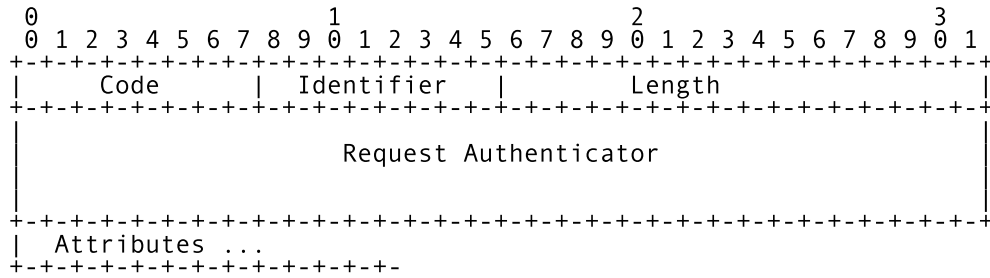 0                   1                   2                   3
 0 1 2 3 4 5 6 7 8 9 0 1 2 3 4 5 6 7 8 9 0 1 2 3 4 5 6 7 8 9 0 1
+-+-+-+-+-+-+-+-+-+-+-+-+-+-+-+-+-+-+-+-+-+-+-+-+-+-+-+-+-+-+-+-+
|     Code      |  Identifier   |        Length                 |
+-+-+-+-+-+-+-+-+-+-+-+-+-+-+-+-+-+-+-+-+-+-+-+-+-+-+-+-+-+-+-+-+
|                                                               |
|                     Request Authenticator                     |
|                                                               |
|                                                               |
+-+-+-+-+-+-+-+-+-+-+-+-+-+-+-+-+-+-+-+-+-+-+-+-+-+-+-+-+-+-+-+-+
|  Attributes ...
+-+-+-+-+-+-+-+-+-+-+-+-+-